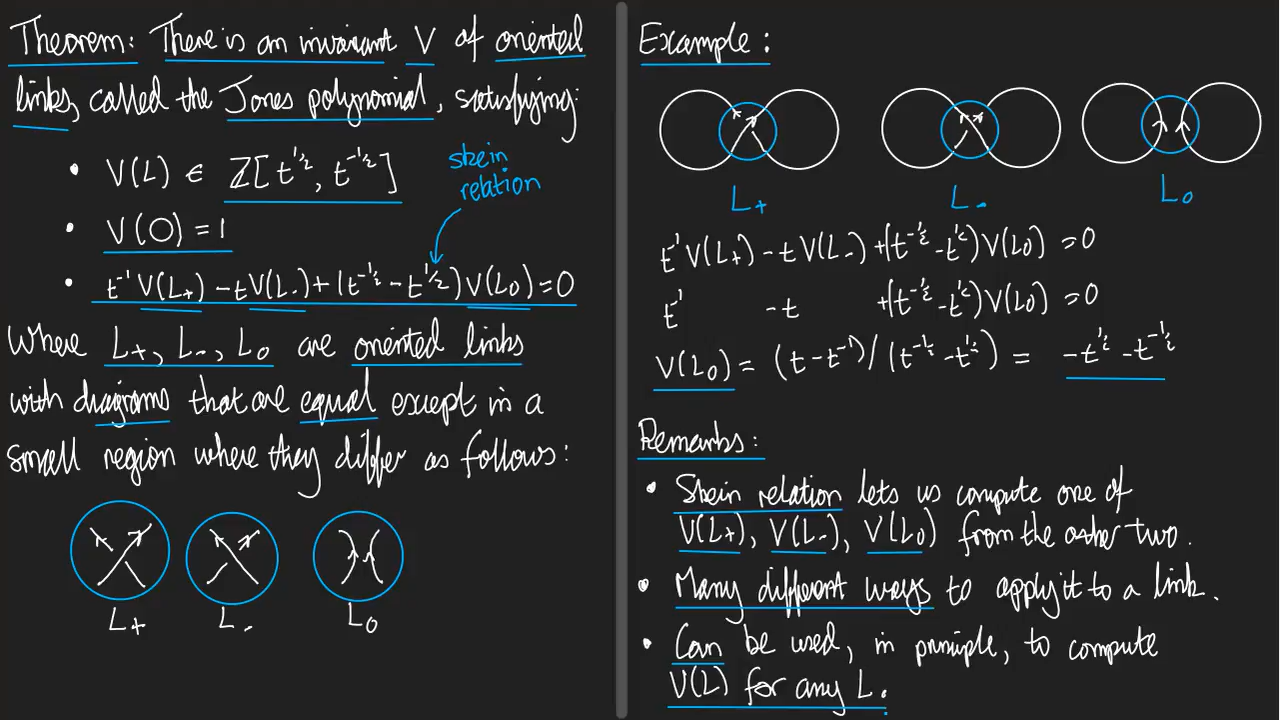 Theorem: There is an invariant V of oriented
links, called the Jones polynomial, satisfying:
• V(L) ∈ ℤ[t^{1/2}, t^{-1/2}]
skein
relation
• V(O) = 1
• t⁻¹V(L₊) - tV(L₋) + (t^{-1/2} - t^{1/2})V(L₀) = 0
Where L₊, L₋, L₀ are oriented links
with diagrams that are equal except in a
small region where they differ as follows:
L₊ L₋ L₀
Example:
L₊ L₋ L₀
t⁻¹V(L₊) - tV(L₋) + (t^{-1/2} - t^{1/2})V(L₀) = 0
t⁻¹ - t + (t^{-1/2} - t^{1/2})V(L₀) = 0
V(L₀) = (t - t⁻¹) / (t^{-1/2} - t^{1/2}) = -t^{1/2} - t^{-1/2}
Remarks:
• Skein relation lets us compute one of
V(L₊), V(L₋), V(L₀) from the other two.
• Many different ways to apply it to a link.
• Can be used, in principle, to compute
V(L) for any L.